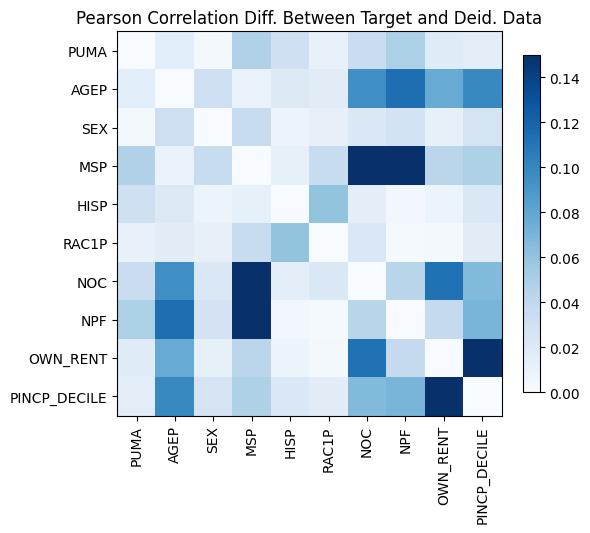 Pearson Correlation Diff. Between Target and Deid. Data
PUMA
AGEP
SEX
MSP
HISP
RAC1P
NOC
NPF
OWN_RENT
PINCP_DECILE
PUMA
AGEP
SEX
MSP
HISP
RAC1P
NOC
NPF
OWN_RENT
PINCP_DECILE
0.14
0.12
0.10
0.08
0.06
0.04
0.02
0.00